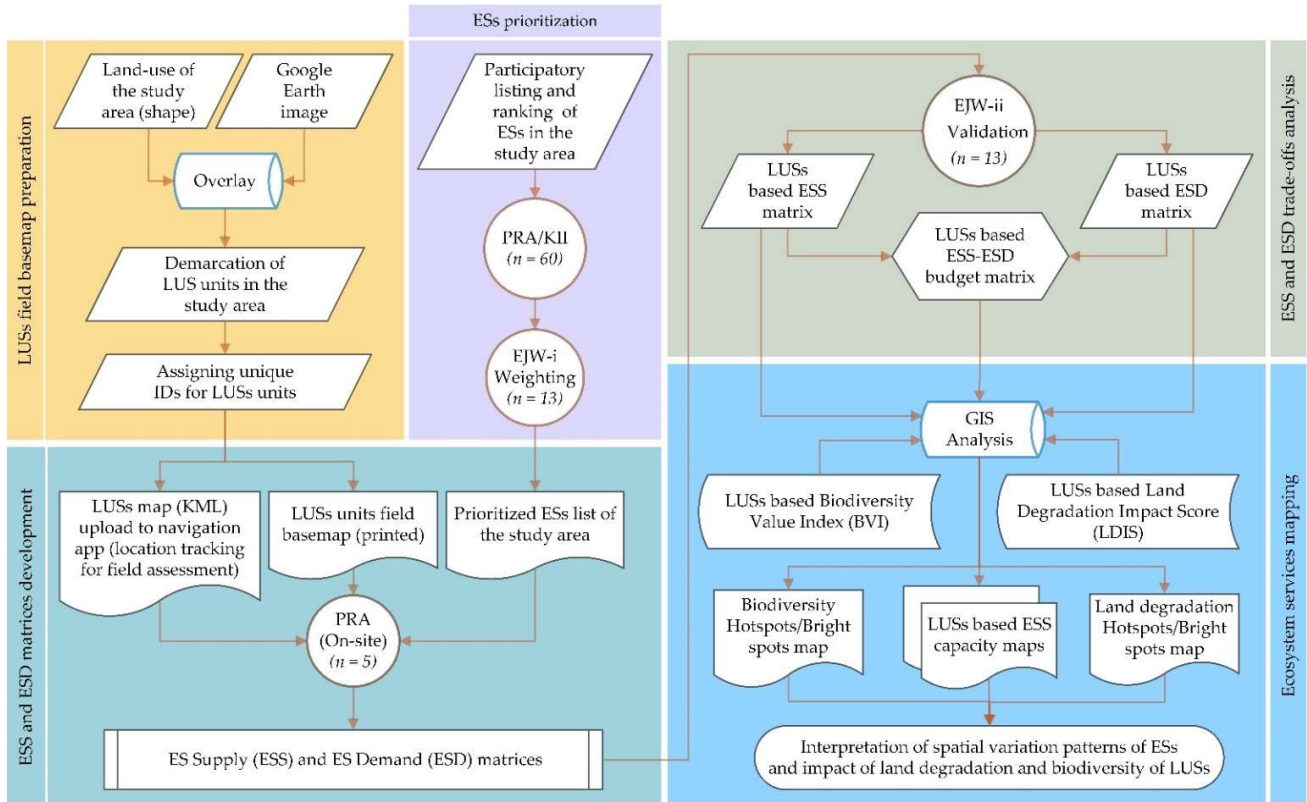 ESs prioritization
LUSs field basemap preparation
Land-use of
the study
area (shape)
Google
Earth
image
Overlay
Demarcation of
LUS units in the
study area
Assigning unique
IDs for LUSs units
Participatory
listing and
ranking of
ESs in the
study area
PRA/KII
(n = 60)
EJW-i
Weighting
(n = 13)
ESS and ESD matrices development
LUSs map (KML)
upload to navigation
app (location tracking
for field assessment)
LUSs units field
basemap (printed)
Prioritized ESs list of
the study area
PRA
(On-site)
(n = 5)
ES Supply (ESS) and ES Demand (ESD) matrices
ESS and ESD trade-offs analysis
EJW-ii
Validation
(n = 13)
LUSs
based ESS
matrix
LUSs
based ESD
matrix
LUSs based
ESS-ESD
budget matrix
Ecosystem services mapping
GIS
Analysis
LUSs based Biodiversity
Value Index (BVI)
LUSs based Land
Degradation Impact Score
(LDIS)
Biodiversity
Hotspots/Bright
spots map
LUSs based ESS
capacity maps
Land degradation
Hotspots/Bright
spots map
Interpretation of spatial variation patterns of ESs
and impact of land degradation and biodiversity of LUSs